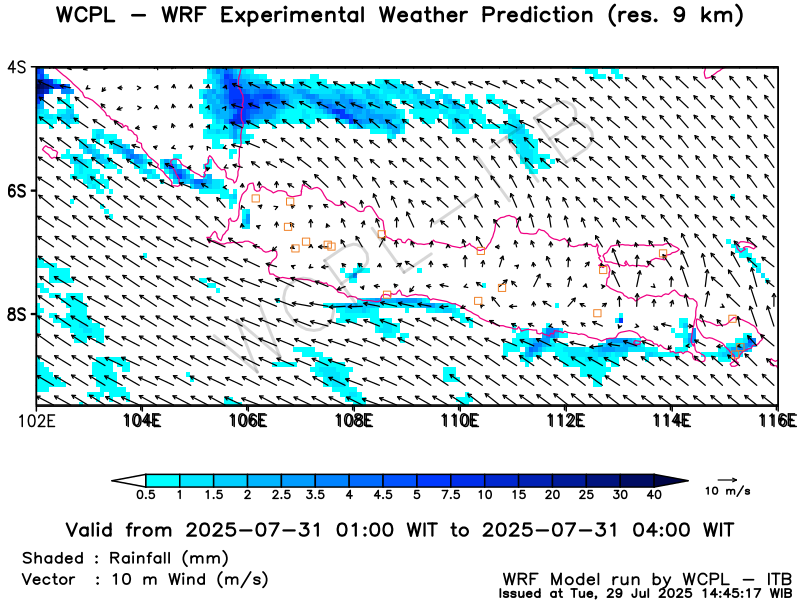 WCPL – WRF Experimental Weather Prediction (res. 9 km)
WCPL-ITB
4S
6S
8S
102E 104E 106E 108E 110E 112E 114E 116E
0.5 1 1.5 2 2.5 3.5 4 4.5 5 7.5 10 15 20 25 30 40
10 m/s
Valid from 2025-07-31 01:00 WIT to 2025-07-31 04:00 WIT
Shaded : Rainfall (mm)
Vector : 10 m Wind (m/s)
WRF Model run by WCPL – ITB
Issued at Tue, 29 Jul 2025 14:45:17 WIB